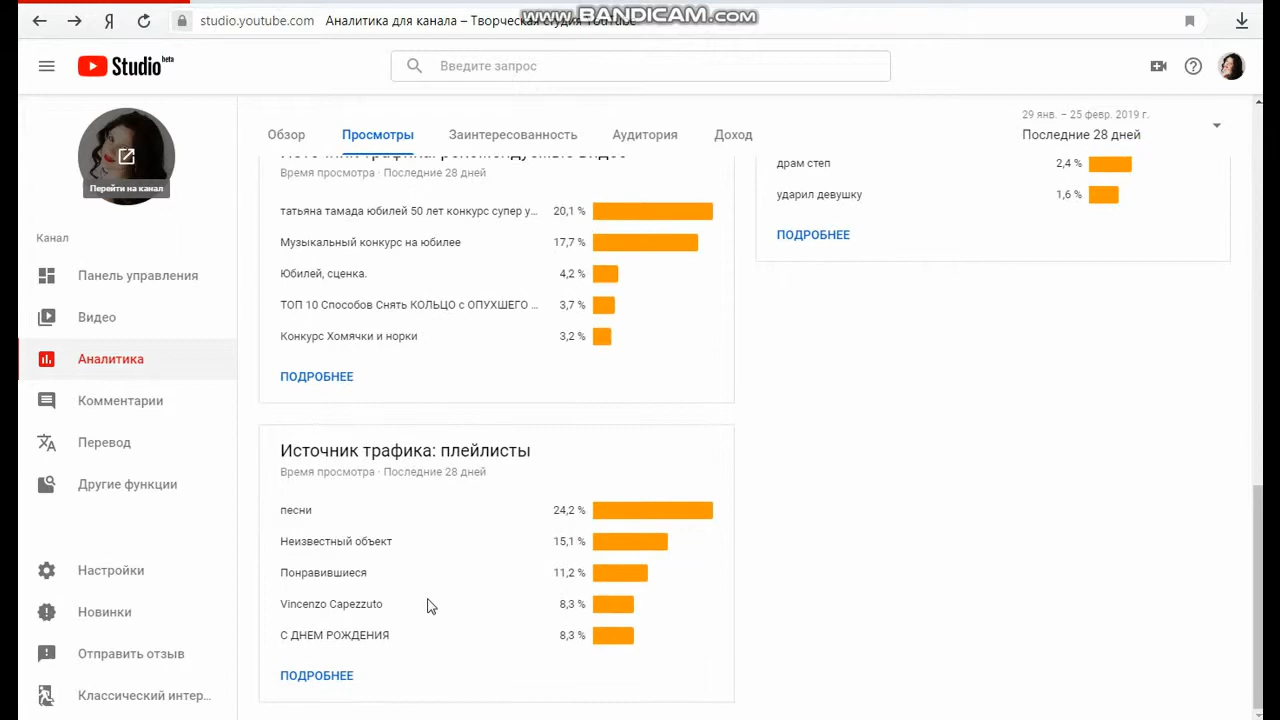 studio.youtube.com Аналитика для канала – Творческая студия YouTube
www.BANDICAM.com
Studio beta
Введите запрос
Перейти на канал
Канал
Панель управления
Видео
Аналитика
Комментарии
Перевод
Другие функции
Настройки
Новинки
Отправить отзыв
Классический интер...
Обзор
Просмотры
Заинтересованность
Аудитория
Доход
29 янв. – 25 февр. 2019 г.
Последние 28 дней
Источник трафика: рекомендуемые видео
Время просмотра · Последние 28 дней
татьяна тамада юбилей 50 лет конкурс супер у... 20,1 %
Музыкальный конкурс на юбилее 17,7 %
Юбилей, сценка. 4,2 %
ТОП 10 Способов Снять КОЛЬЦО с ОПУХШЕГО ... 3,7 %
Конкурс Хомячки и норки 3,2 %
ПОДРОБНЕЕ
драм степ 2,4 %
ударил девушку 1,6 %
ПОДРОБНЕЕ
Источник трафика: плейлисты
Время просмотра · Последние 28 дней
песни 24,2 %
Неизвестный объект 15,1 %
Понравившиеся 11,2 %
Vincenzo Capezzuto 8,3 %
С ДНЕМ РОЖДЕНИЯ 8,3 %
ПОДРОБНЕЕ